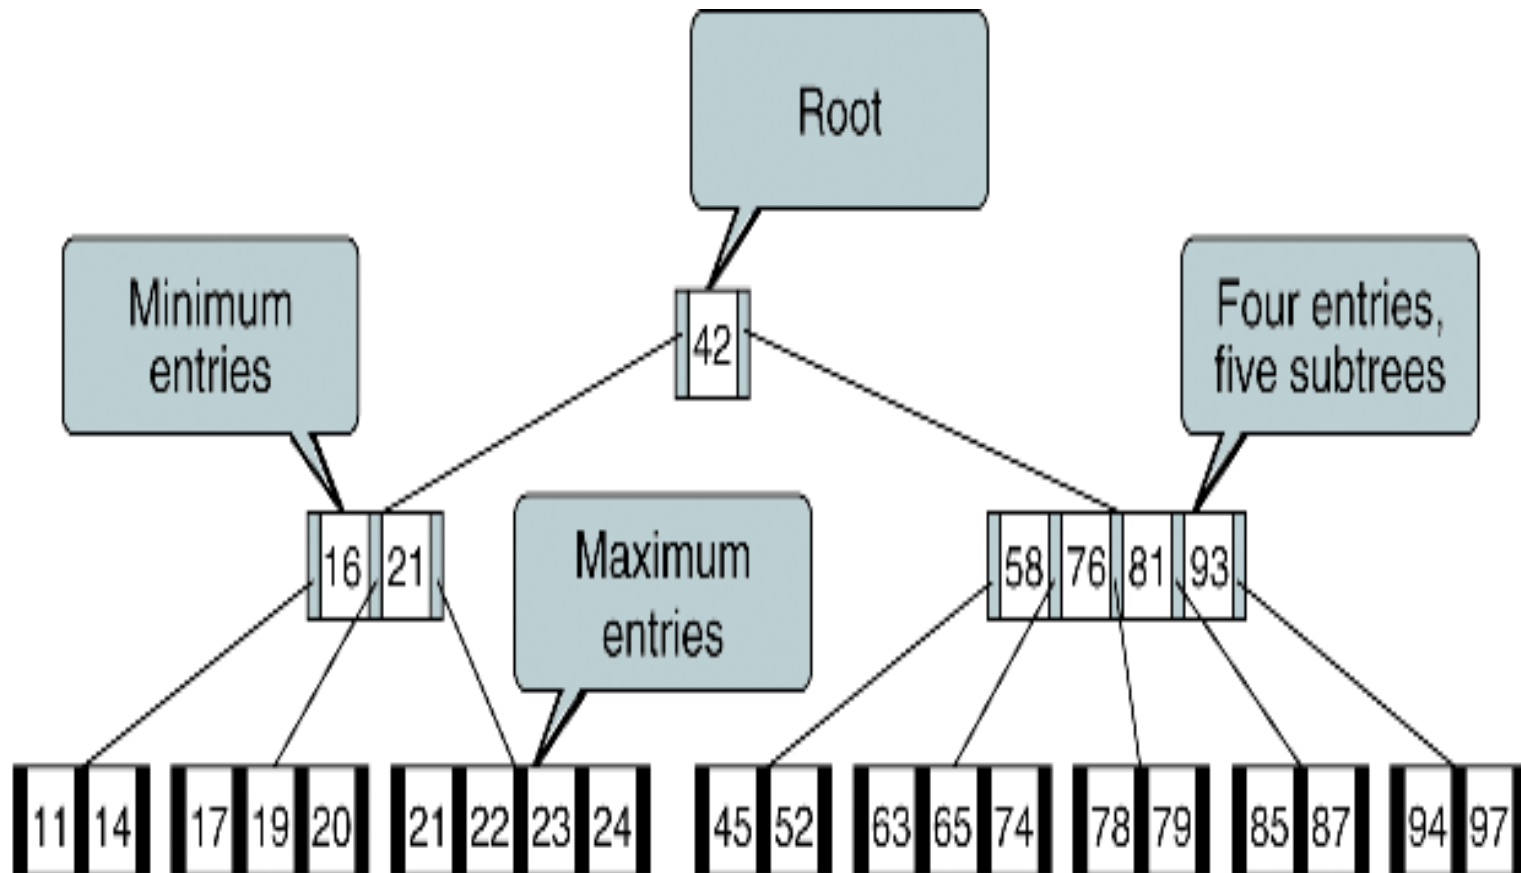 Root
Minimum
entries
Four entries,
five subtrees
42
Maximum
entries
16 21
58 76 81 93
11 14 17 19 20 21 22 23 24 45 52 63 65 74 78 79 85 87 94 97